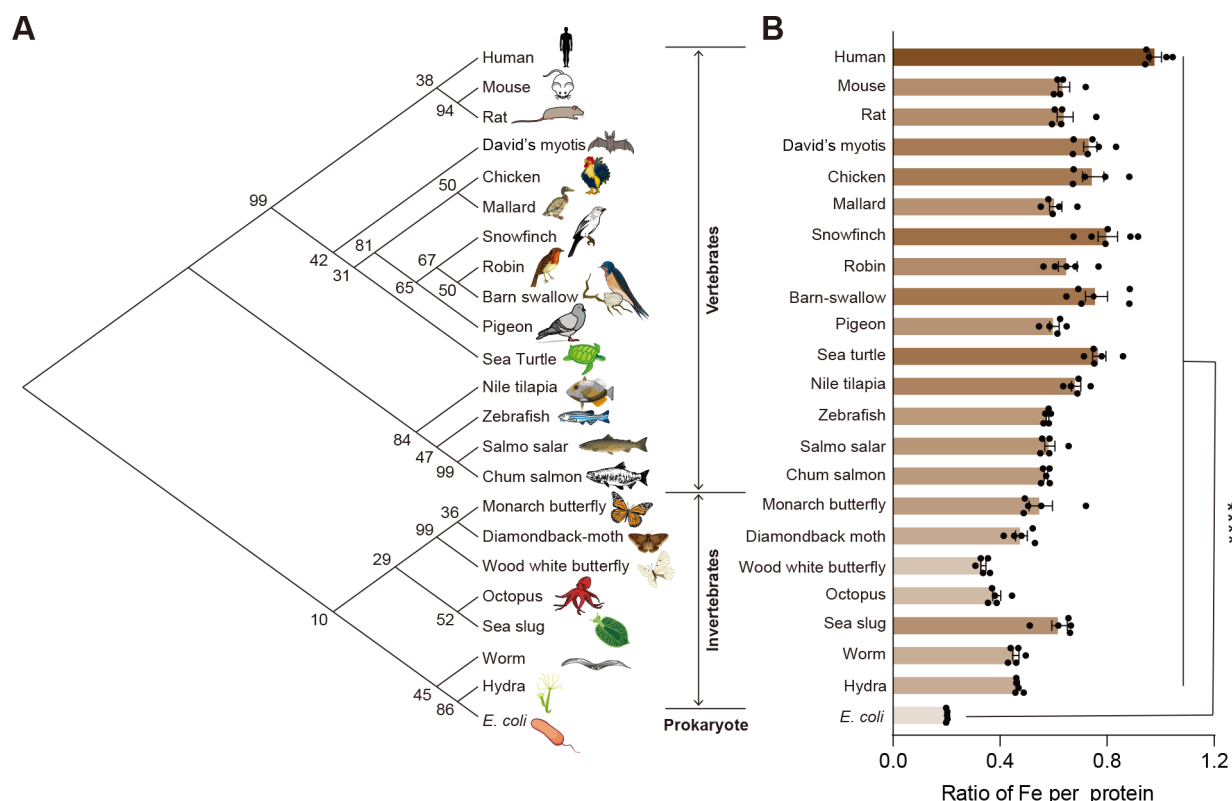 A
Human
38
Mouse
94
Rat
David's myotis
Chicken
50
99
Mallard
Snowfinch
81
67
42
Robin
31
65
50
Barn swallow
Pigeon
Sea Turtle
Nile tilapia
Zebrafish
84
Salmo salar
47
99
Chum salmon
Monarch butterfly
36
Diamondback-moth
99
Wood white butterfly
29
Octopus
10
52
Sea slug
Worm
45
Hydra
86
E. coli
Vertebrates
Invertebrates
Prokaryote
B
Human
Mouse
Rat
David's myotis
Chicken
Mallard
Snowfinch
Robin
Barn-swallow
Pigeon
Sea turtle
Nile tilapia
Zebrafish
Salmo salar
Chum salmon
Monarch butterfly
Diamondback moth
Wood white butterfly
Octopus
Sea slug
Worm
Hydra
E. coli
****
0.0
0.4
0.8
1.2
Ratio of Fe per protein